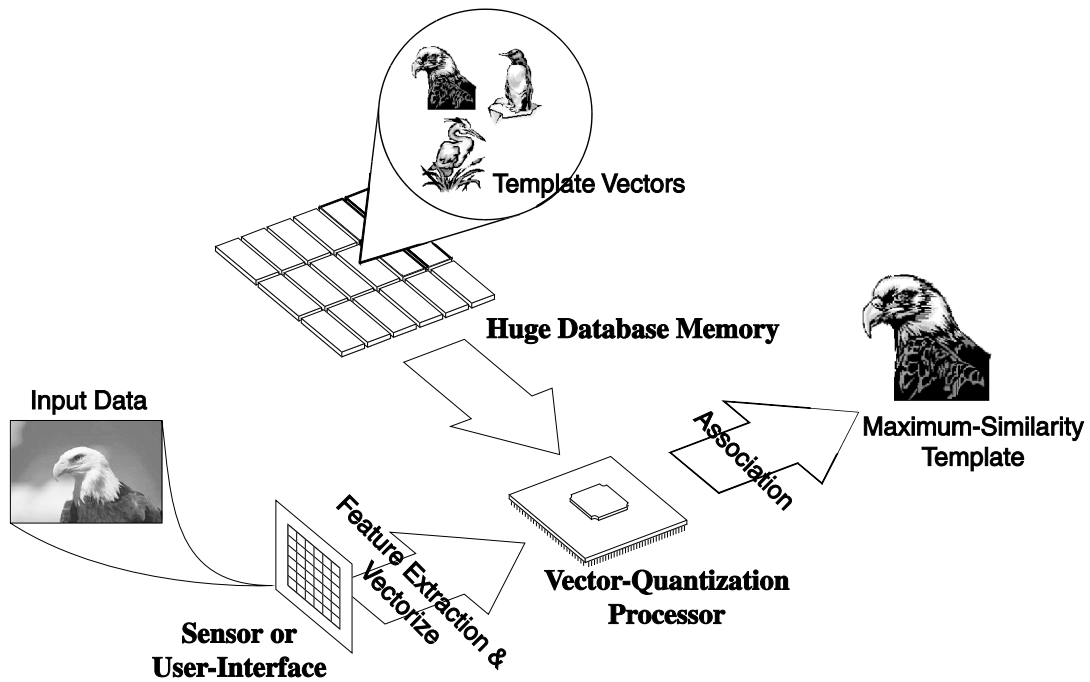 Template Vectors
Huge Database Memory
Input Data
Maximum-Similarity
Template
Association
Feature Extraction &
Vectorize
Vector-Quantization
Processor
Sensor or
User-Interface